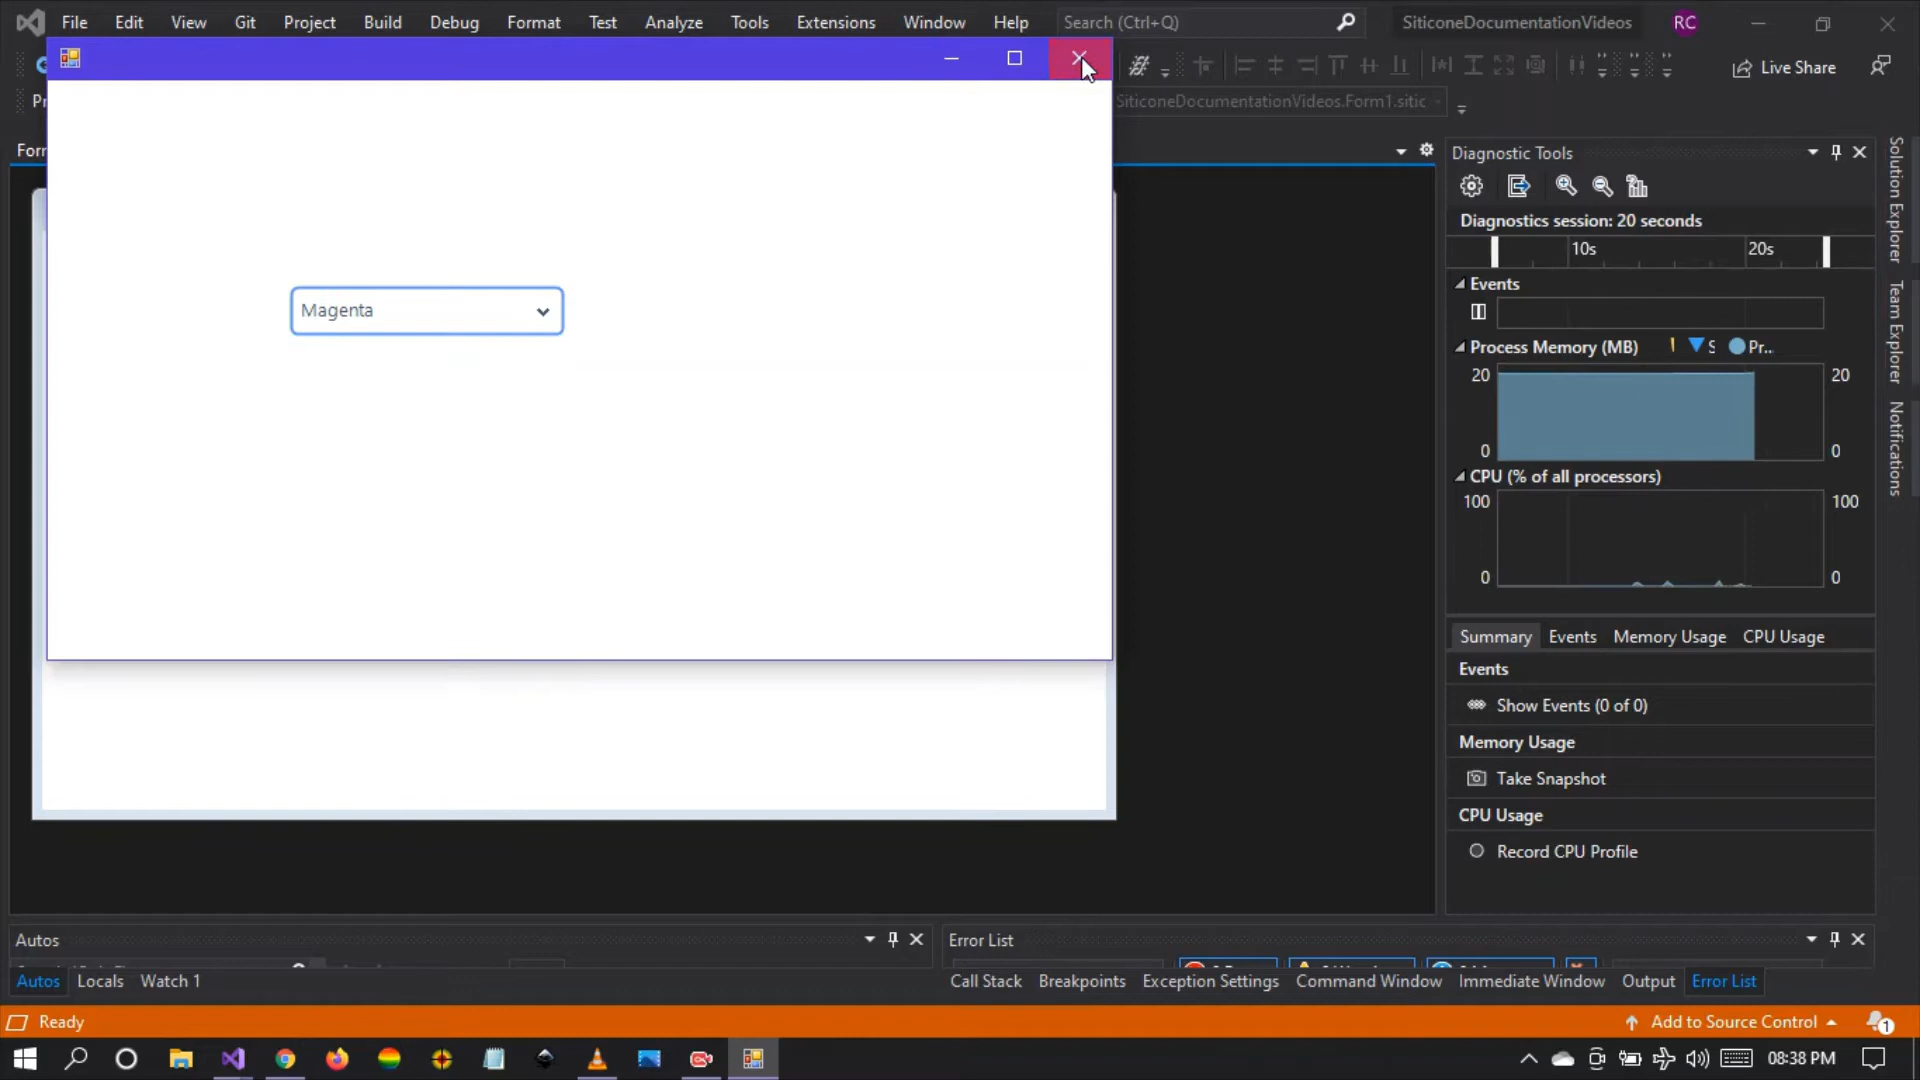 File Edit View Git Project Build Debug Format Test Analyze Tools Extensions Window Help Search (Ctrl+Q) SiticoneDocumentationVideos RC
Live Share
SiticoneDocumentationVideos.Form1.sitic
Magenta
Diagnostic Tools
Diagnostics session: 20 seconds
10s 20s
Events
Process Memory (MB) S Pr...
20 20
0 0
CPU (% of all processors)
100 100
0 0
Summary Events Memory Usage CPU Usage
Events
Show Events (0 of 0)
Memory Usage
Take Snapshot
CPU Usage
Record CPU Profile
Solution Explorer
Team Explorer
Notifications
Autos
Error List
Autos Locals Watch 1
Call Stack Breakpoints Exception Settings Command Window Immediate Window Output Error List
Ready
Add to Source Control 1
08:38 PM